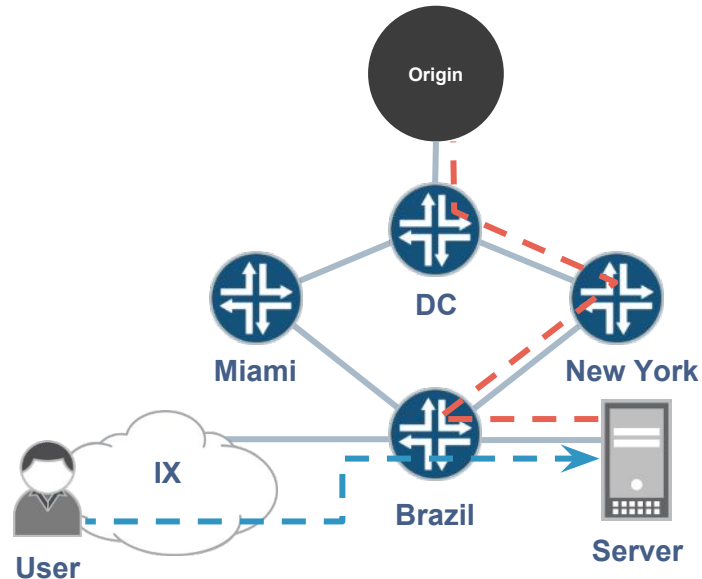 Origin
DC
Miami
New York
IX
Brazil
Server
User